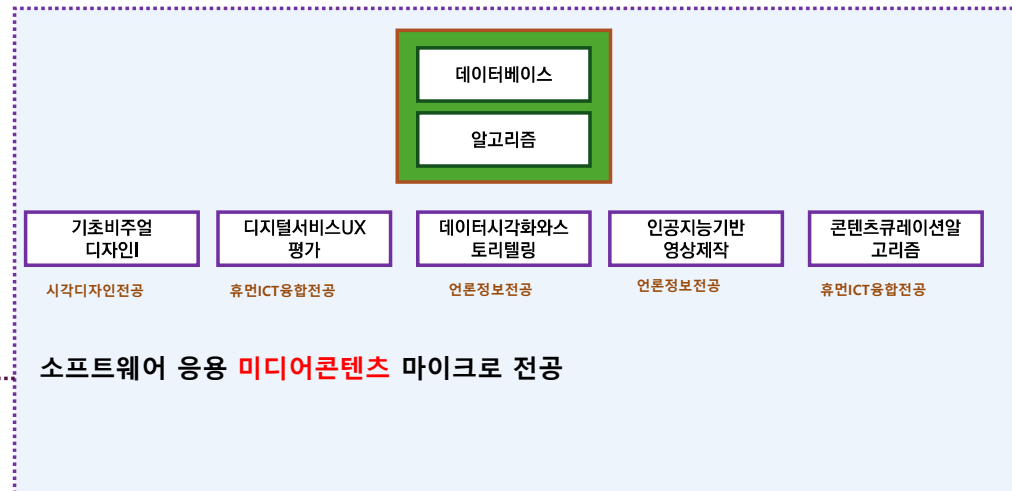 데이터베이스
알고리즘
기초비주얼
디자인I
디지털서비스UX
평가
데이터시각화와스
토리텔링
인공지능기반
영상제작
콘텐츠큐레이션알
고리즘
시각디자인전공
휴먼ICT융합전공
언론정보전공
언론정보전공
휴먼ICT융합전공
소프트웨어 응용 미디어콘텐츠 마이크로 전공